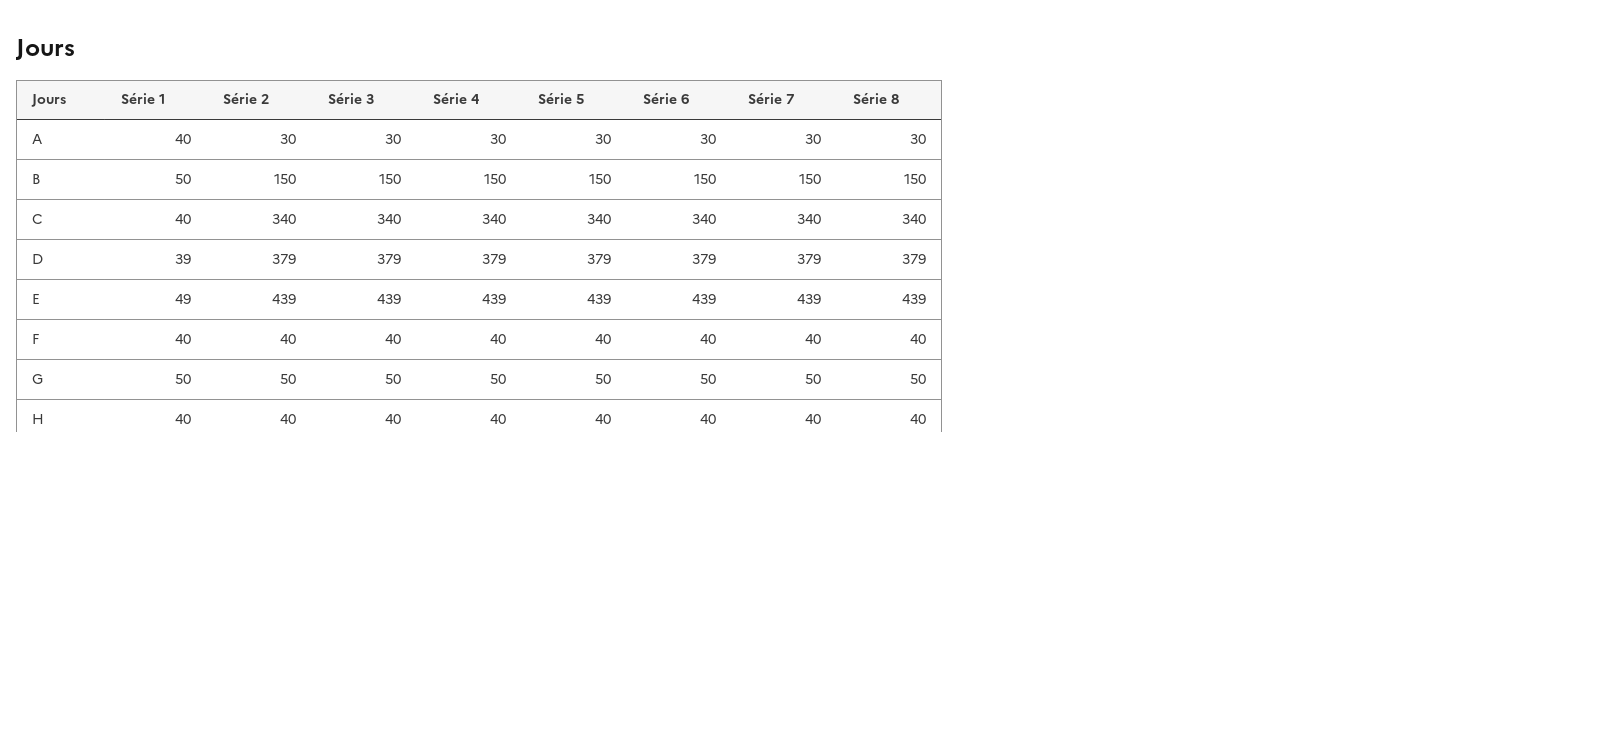 Jours
Jours Série 1 Série 2 Série 3 Série 4 Série 5 Série 6 Série 7 Série 8
A 40 30 30 30 30 30 30 30
B 50 150 150 150 150 150 150 150
C 40 340 340 340 340 340 340 340
D 39 379 379 379 379 379 379 379
E 49 439 439 439 439 439 439 439
F 40 40 40 40 40 40 40 40
G 50 50 50 50 50 50 50 50
H 40 40 40 40 40 40 40 40